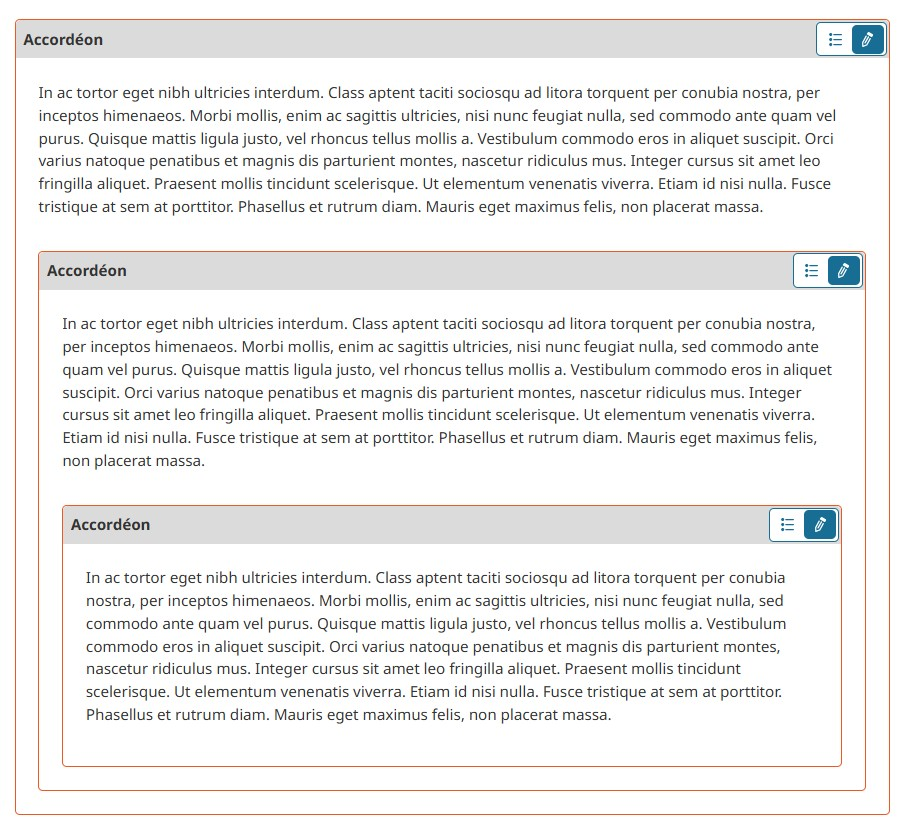 Accordéon
In ac tortor eget nibh ultricies interdum. Class aptent taciti sociosqu ad litora torquent per conubia nostra, per
inceptos himenaeos. Morbi mollis, enim ac sagittis ultricies, nisi nunc feugiat nulla, sed commodo ante quam vel
purus. Quisque mattis ligula justo, vel rhoncus tellus mollis a. Vestibulum commodo eros in aliquet suscipit. Orci
varius natoque penatibus et magnis dis parturient montes, nascetur ridiculus mus. Integer cursus sit amet leo
fringilla aliquet. Praesent mollis tincidunt scelerisque. Ut elementum venenatis viverra. Etiam id nisi nulla. Fusce
tristique at sem at porttitor. Phasellus et rutrum diam. Mauris eget maximus felis, non placerat massa.
Accordéon
In ac tortor eget nibh ultricies interdum. Class aptent taciti sociosqu ad litora torquent per conubia nostra,
per inceptos himenaeos. Morbi mollis, enim ac sagittis ultricies, nisi nunc feugiat nulla, sed commodo ante
quam vel purus. Quisque mattis ligula justo, vel rhoncus tellus mollis a. Vestibulum commodo eros in aliquet
suscipit. Orci varius natoque penatibus et magnis dis parturient montes, nascetur ridiculus mus. Integer
cursus sit amet leo fringilla aliquet. Praesent mollis tincidunt scelerisque. Ut elementum venenatis viverra.
Etiam id nisi nulla. Fusce tristique at sem at porttitor. Phasellus et rutrum diam. Mauris eget maximus felis,
non placerat massa.
Accordéon
In ac tortor eget nibh ultricies interdum. Class aptent taciti sociosqu ad litora torquent per conubia
nostra, per inceptos himenaeos. Morbi mollis, enim ac sagittis ultricies, nisi nunc feugiat nulla, sed
commodo ante quam vel purus. Quisque mattis ligula justo, vel rhoncus tellus mollis a. Vestibulum
commodo eros in aliquet suscipit. Orci varius natoque penatibus et magnis dis parturient montes,
nascetur ridiculus mus. Integer cursus sit amet leo fringilla aliquet. Praesent mollis tincidunt
scelerisque. Ut elementum venenatis viverra. Etiam id nisi nulla. Fusce tristique at sem at porttitor.
Phasellus et rutrum diam. Mauris eget maximus felis, non placerat massa.